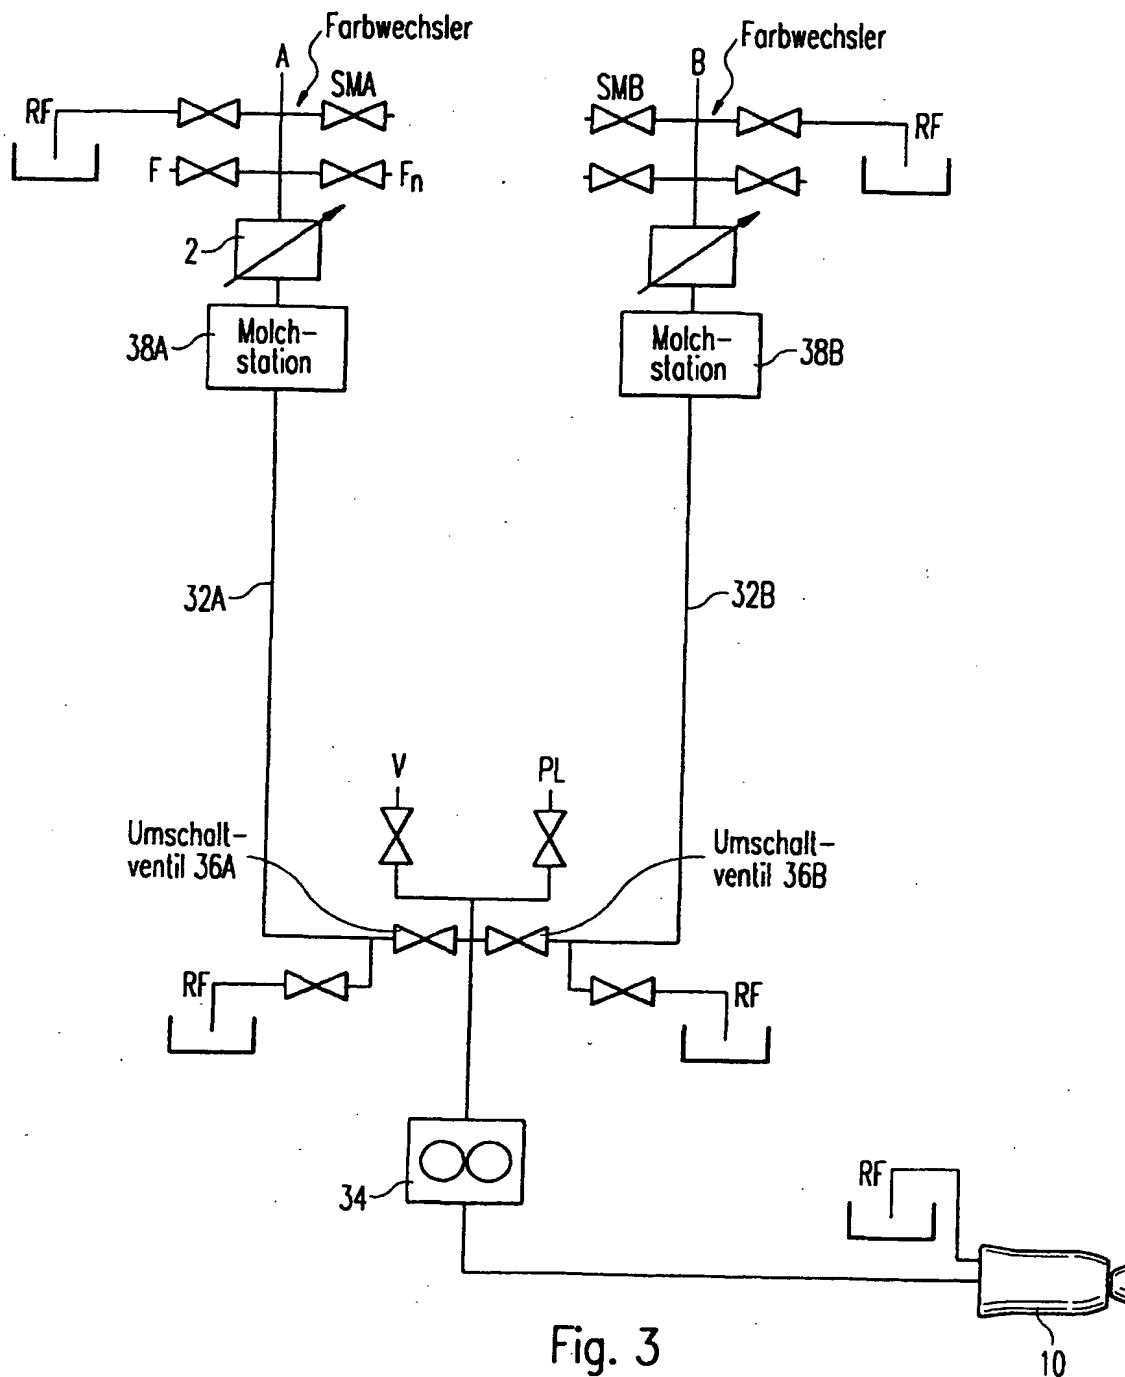 Farbwechsler
Farbwechsler
A
B
SMA
SMB
RF
RF
F
Fn
2
Molch-
station
38A
Molch-
station
38B
32A
32B
V
PL
Umschalt-
ventil 36A
Umschalt-
ventil 36B
RF
RF
34
RF
10
Fig. 3